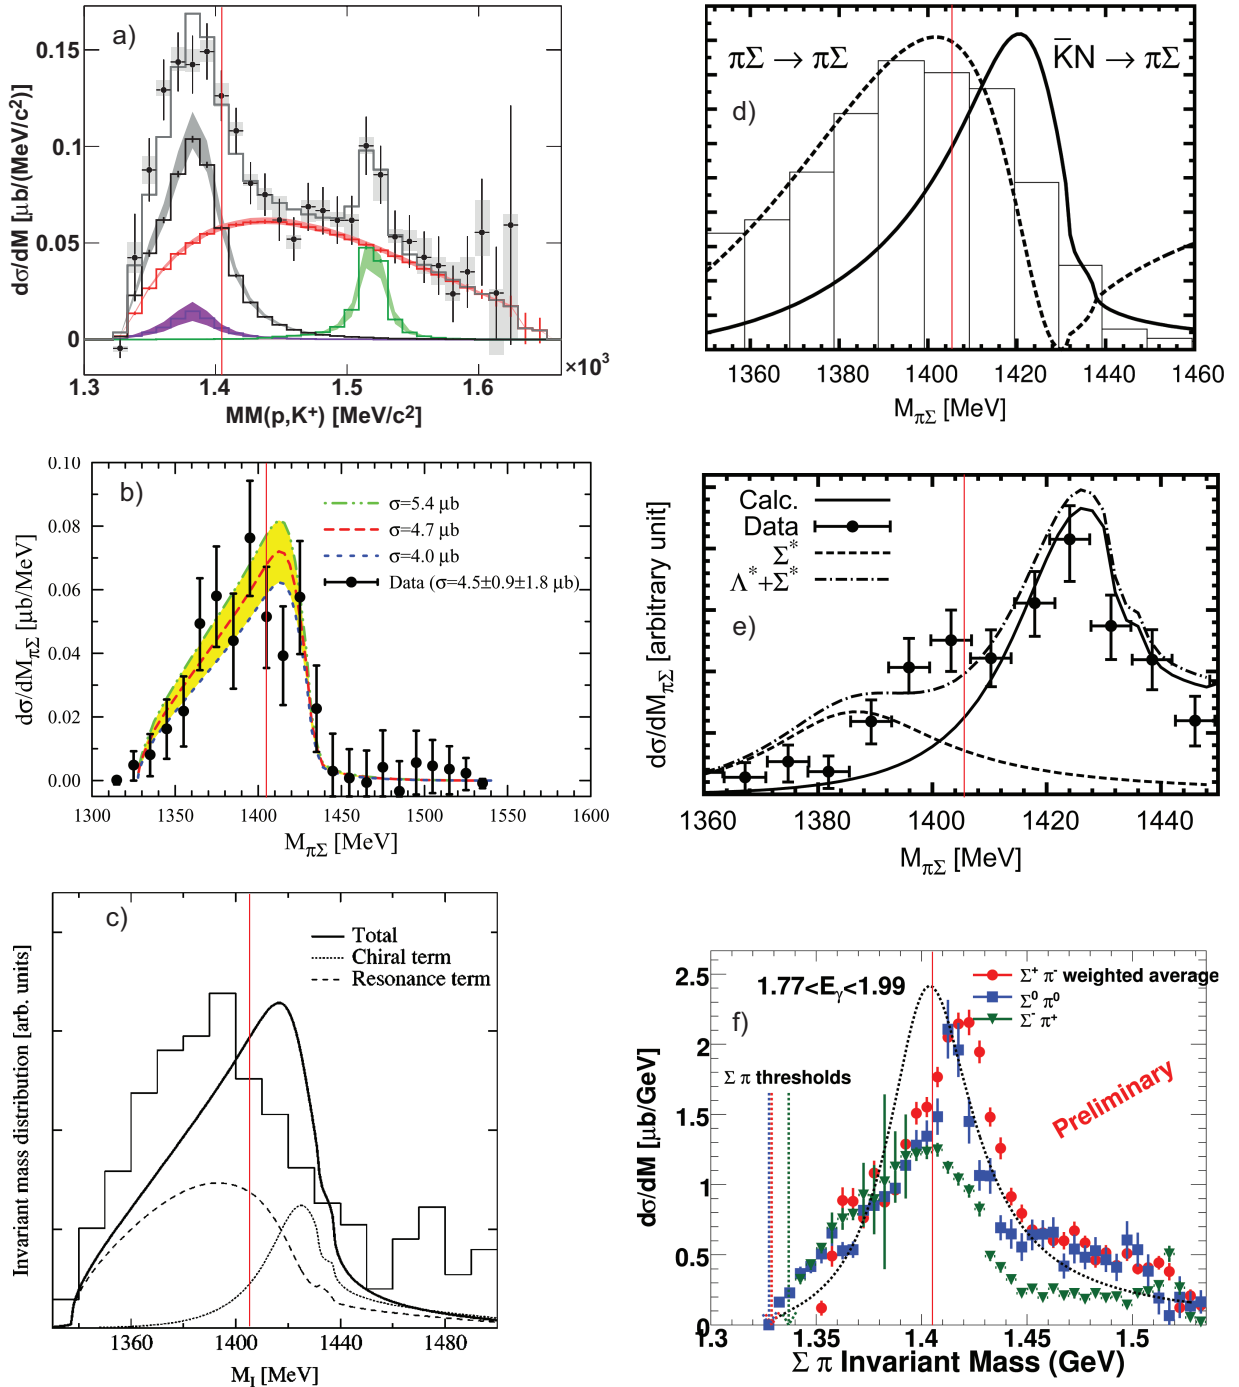 a)
dσ/dM [μb/(MeV/c²)]
0.15
0.1
0.05
0
1.3
1.4
1.5
1.6
×10³
MM(p,K⁺) [MeV/c²]
d)
πΣ → πΣ
K̅N → πΣ
1360
1380
1400
1420
1440
1460
M_πΣ [MeV]
b)
dσ/dM_πΣ [μb/MeV]
0.10
0.08
0.06
0.04
0.02
0.00
σ=5.4 μb
σ=4.7 μb
σ=4.0 μb
Data (σ=4.5±0.9±1.8 μb)
1300
1350
1400
1450
1500
1550
1600
M_πΣ [MeV]
e)
dσ/dM_πΣ [arbitrary unit]
Calc.
Data
Σ*
Λ*+Σ*
1360
1380
1400
1420
1440
M_πΣ [MeV]
c)
Invariant mass distribution [arb. units]
Total
Chiral term
Resonance term
1360
1400
1440
1480
M_I [MeV]
f)
dσ/dM [μb/GeV]
2.5
2
1.5
1
0.5
0
1.77<E_γ<1.99
Σ⁺ π⁻ weighted average
Σ⁰ π⁰
Σ⁻ π⁺
Σ π thresholds
Preliminary
1.3
1.35
1.4
1.45
1.5
Σ π Invariant Mass (GeV)